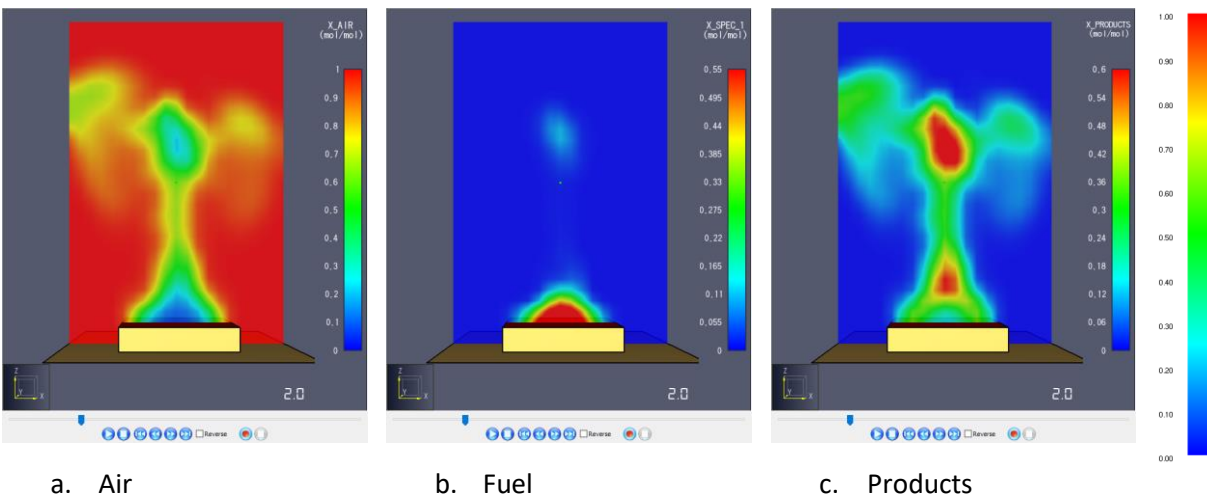 X_AIR
(mol/mol)
1
0.9
0.8
0.7
0.6
0.5
0.4
0.3
0.2
0.1
0
Z
Y
X
2.0
Reverse
X_SPEC_1
(mol/mol)
0.55
0.495
0.44
0.385
0.33
0.275
0.22
0.165
0.11
0.055
0
Z
Y
X
2.0
Reverse
X_PRODUCTS
(mol/mol)
0.6
0.54
0.48
0.42
0.36
0.3
0.24
0.18
0.12
0.06
0
Z
Y
X
2.0
Reverse
1.00
0.90
0.80
0.70
0.60
0.50
0.40
0.30
0.20
0.10
0.00
a. Air
b. Fuel
c. Products